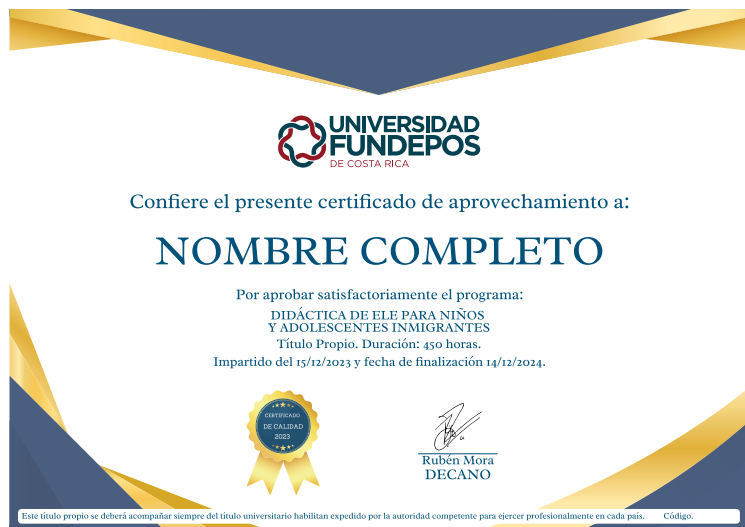 UNIVERSIDAD
FUNDEPOS
DE COSTA RICA
Confiere el presente certificado de aprovechamiento a:
NOMBRE COMPLETO
Por aprobar satisfactoriamente el programa:
DIDÁCTICA DE ELE PARA NIÑOS
Y ADOLESCENTES INMIGRANTES
Título Propio. Duración: 450 horas.
Impartido del 15/12/2023 y fecha de finalización 14/12/2024.
CERTIFICADO
DE CALIDAD
2023
Rubén Mora
DECANO
Este título propio se deberá acompañar siempre del título universitario habilitan expedido por la autoridad competente para ejercer profesionalmente en cada país. Código.